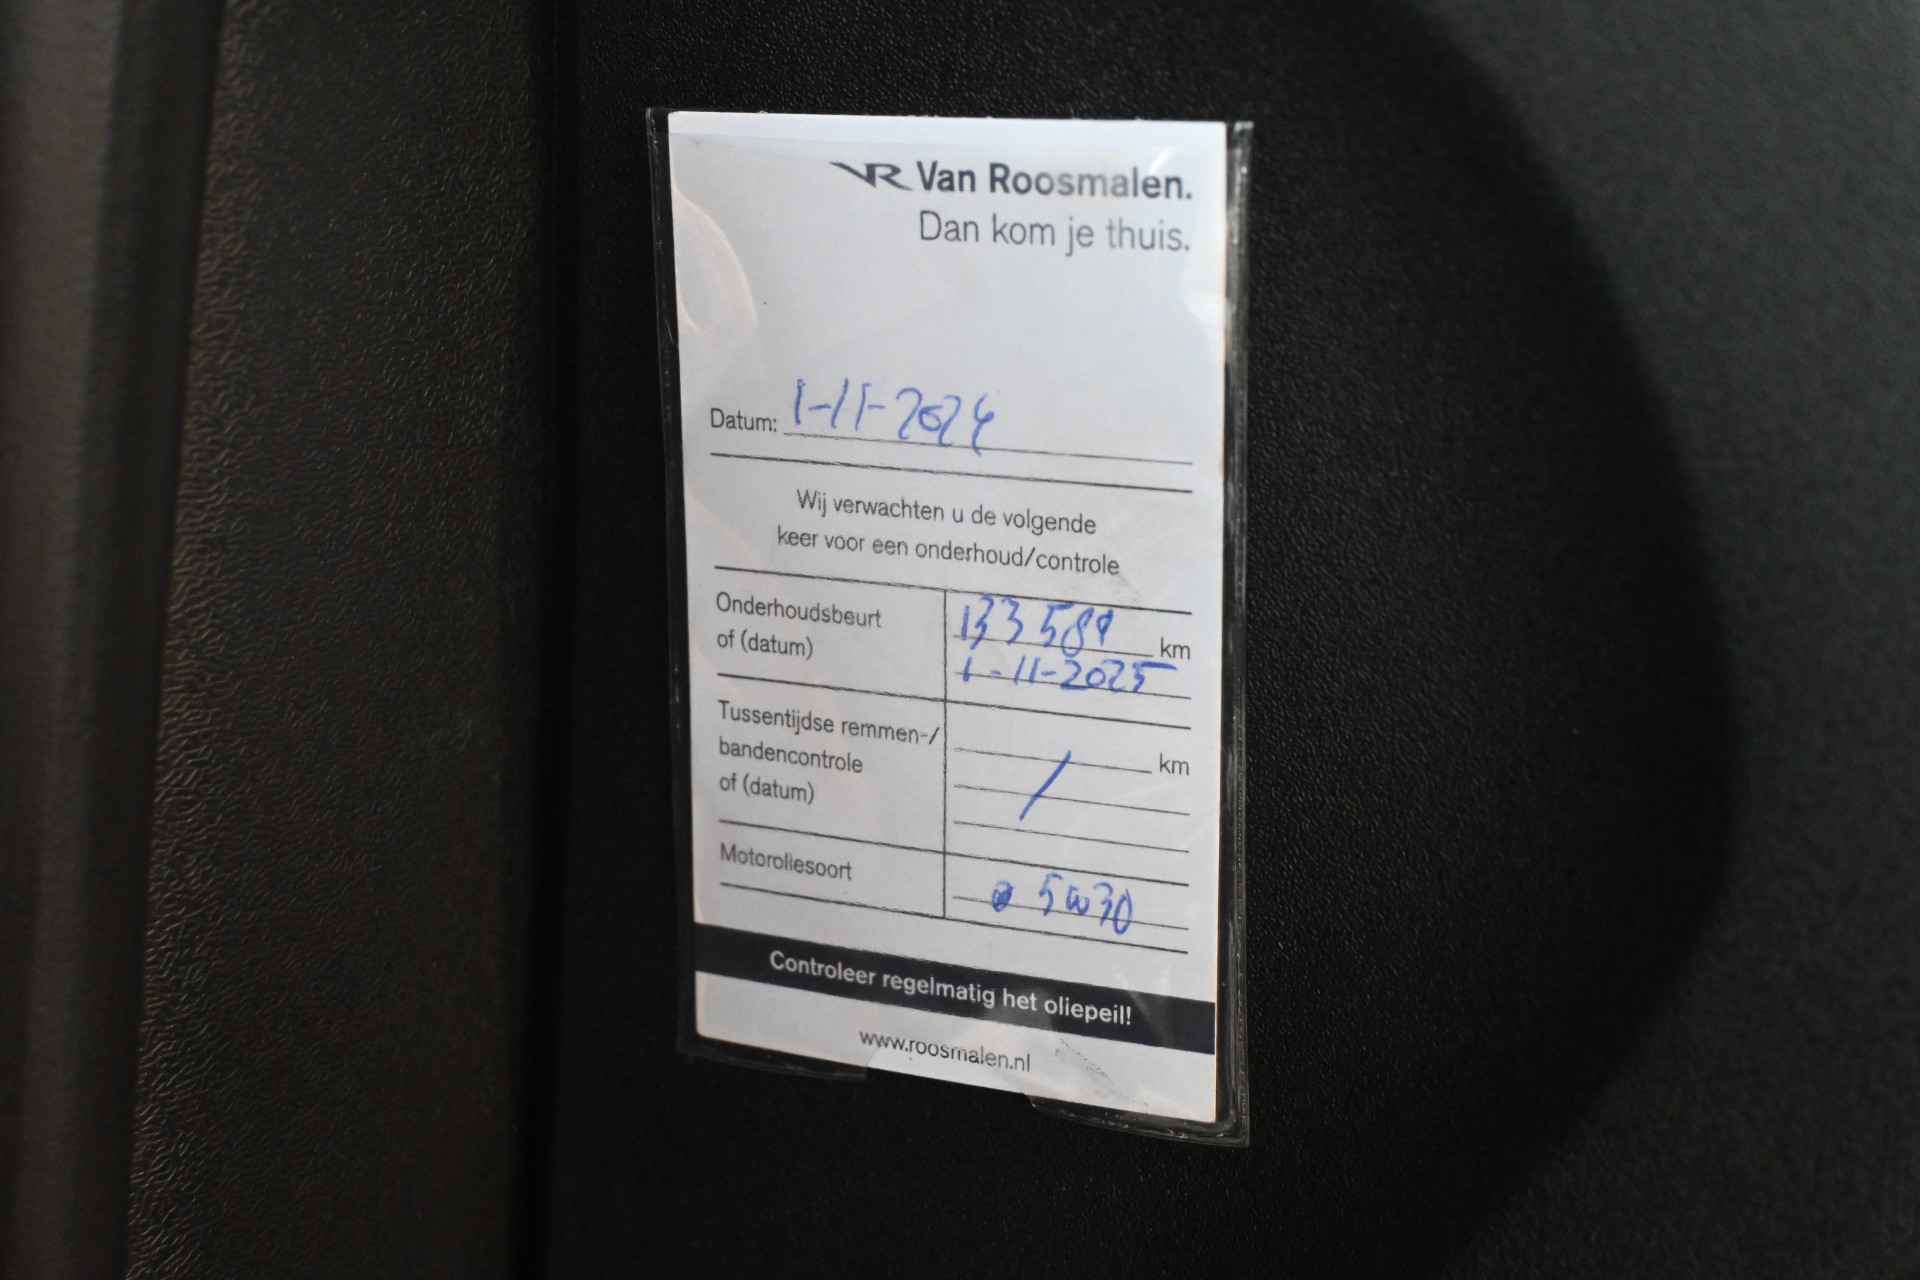 VR Van Roosmalen.
Dan kom je thuis.
Datum: 1-11-2024
Wij verwachten u de volgende
keer voor een onderhoud/controle
Onderhoudsbeurt
of (datum)
km
1-11-2025
Tussentijdse remmen-/
bandencontrole
of (datum)
km
/
Motoroliesoort
5W30
Controleer regelmatig het oliepeil!
www.roosmalen.nl